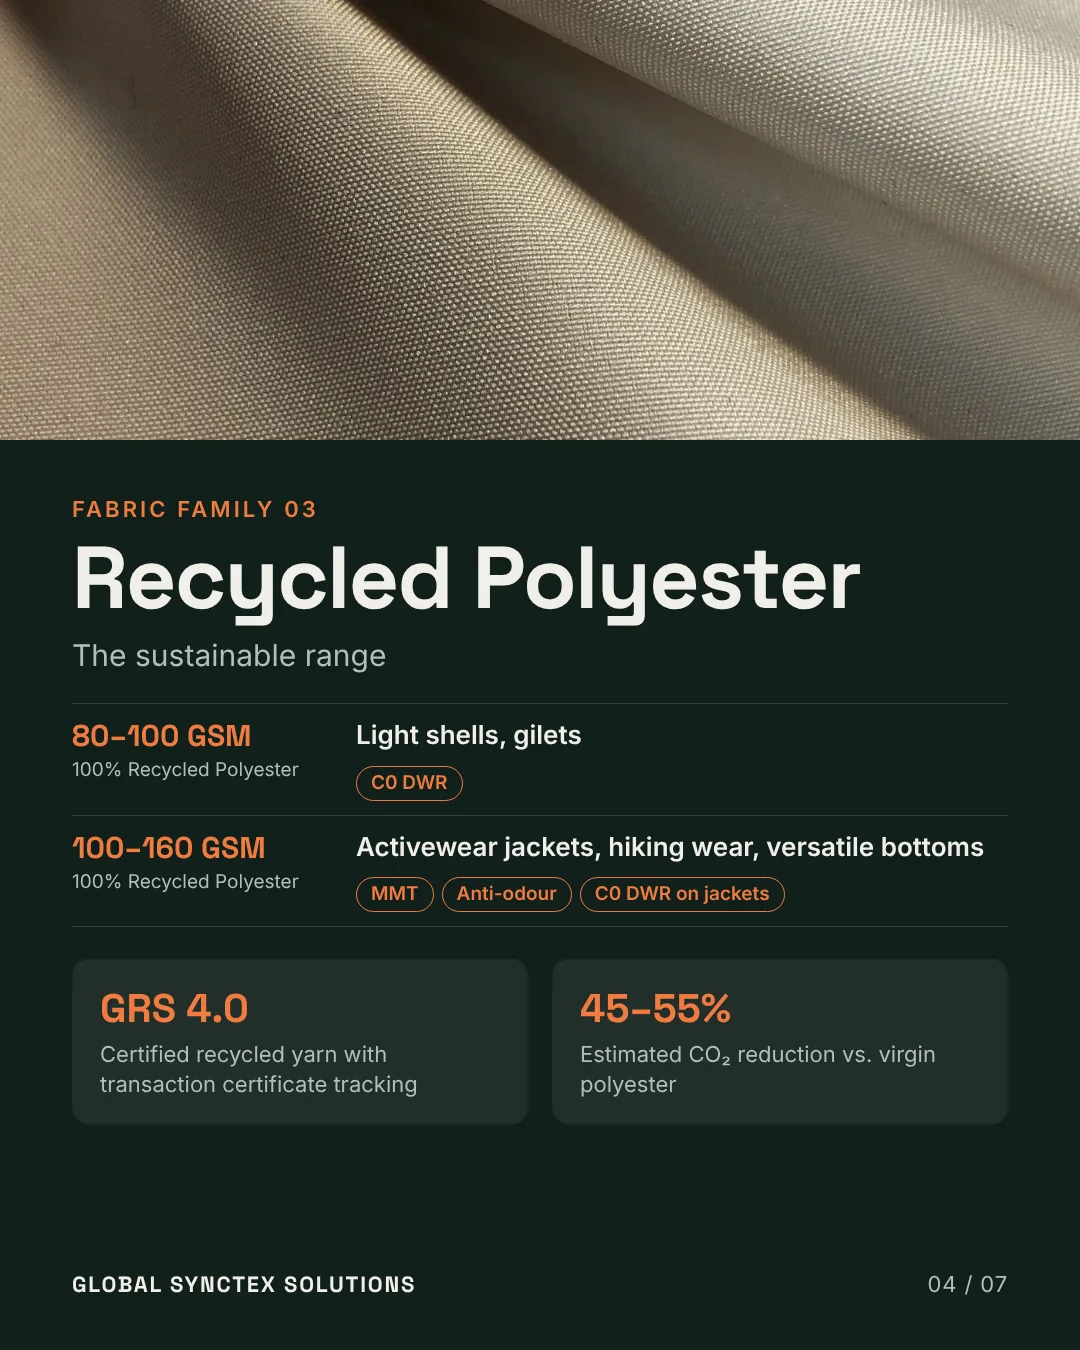 FABRIC FAMILY 03
Recycled Polyester
The sustainable range
80–100 GSM
100% Recycled Polyester
Light shells, gilets
C0 DWR
100–160 GSM
100% Recycled Polyester
Activewear jackets, hiking wear, versatile bottoms
MMT
Anti-odour
C0 DWR on jackets
GRS 4.0
Certified recycled yarn with
transaction certificate tracking
45–55%
Estimated CO₂ reduction vs. virgin
polyester
GLOBAL SYNCTEX SOLUTIONS
04 / 07